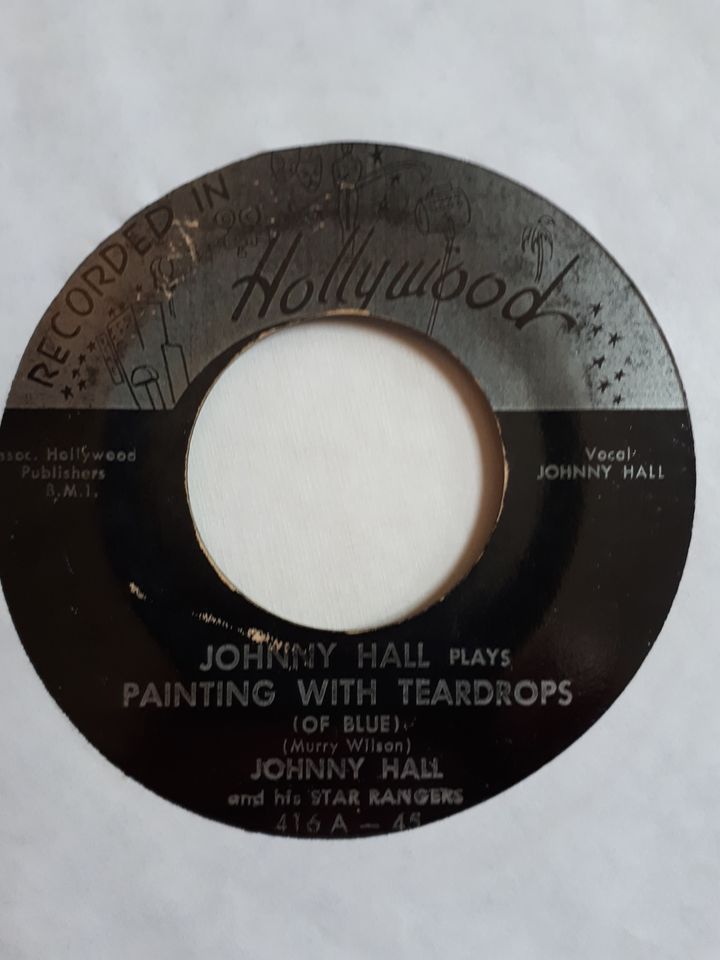 RECORDED IN
Hollywood
ssoc. Hollywood
Publishers
B.M.I.
Vocal:
JOHNNY HALL
JOHNNY HALL PLAYS
PAINTING WITH TEARDROPS
(OF BLUE)
(Murry Wilson)
JOHNNY HALL
and his STAR RANGERS
416 A - 45